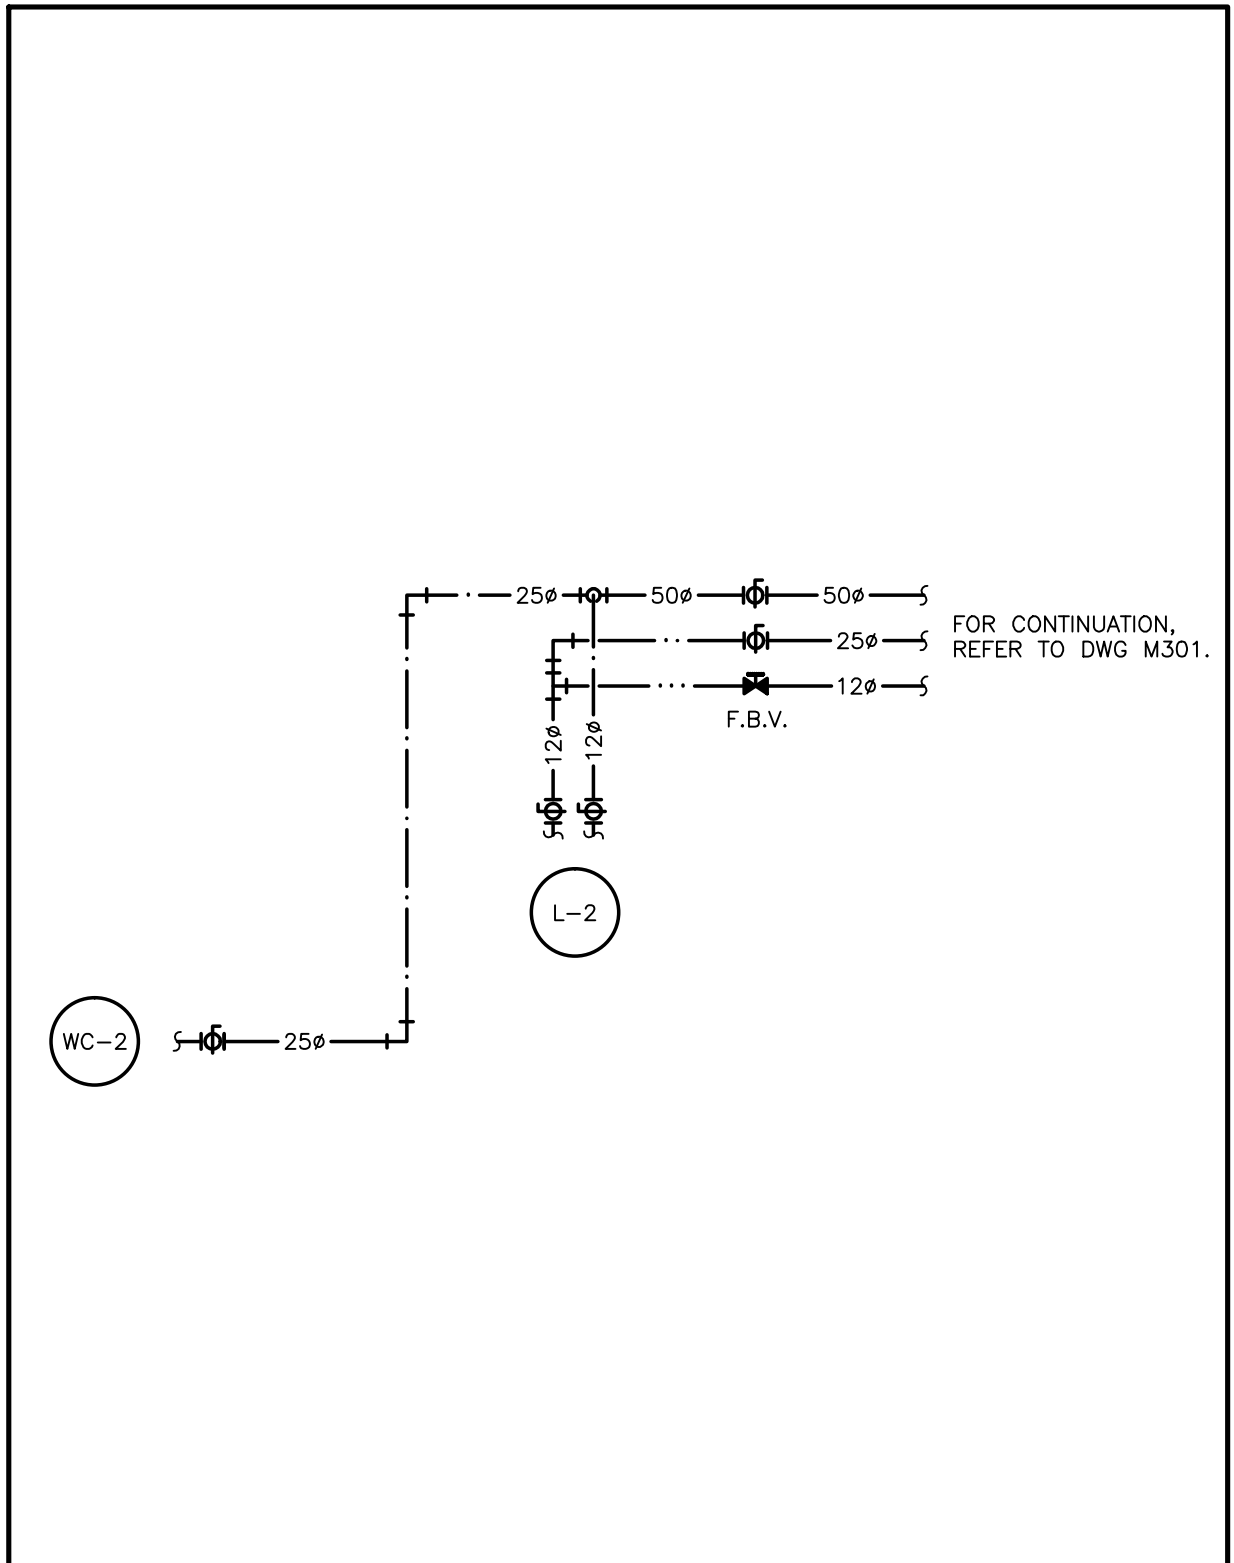 25ø
50ø
50ø
25ø
FOR CONTINUATION,
REFER TO DWG M301.
12ø
F.B.V.
12ø
12ø
L-2
WC-2
25ø